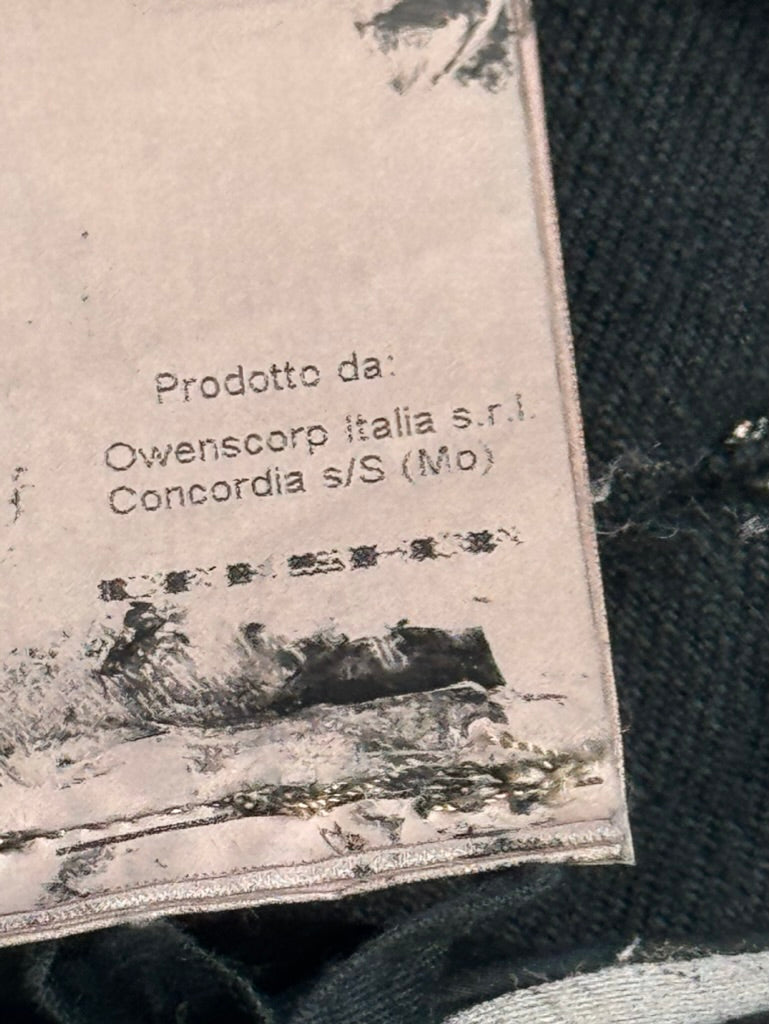 Prodotto da:
Owenscorp Italia s.r.l.
Concordia s/S (Mo)